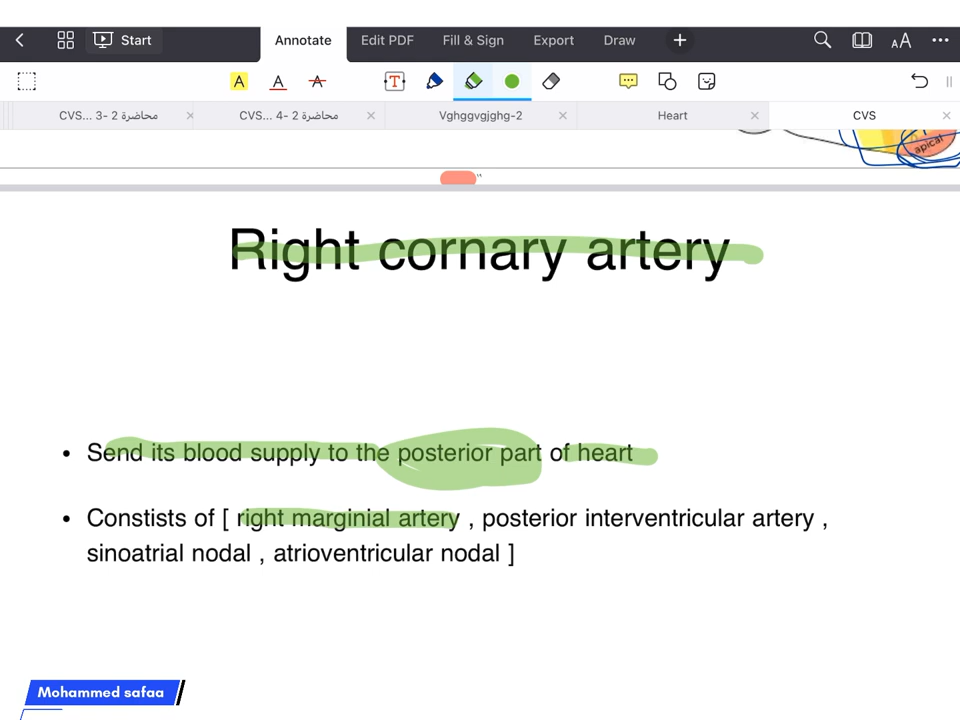 Start
Annotate
Edit PDF
Fill & Sign
Export
Draw
+
AA
A
A
A
T
CVS... 3- محاضرة 2
CVS... 4- محاضرة 2
Vghggvgjghg-2
Heart
CVS
apical
Right cornary artery
• Send its blood supply to the posterior part of heart
• Constists of [ right marginial artery , posterior interventricular artery ,
sinoatrial nodal , atrioventricular nodal ]
Mohammed safaa